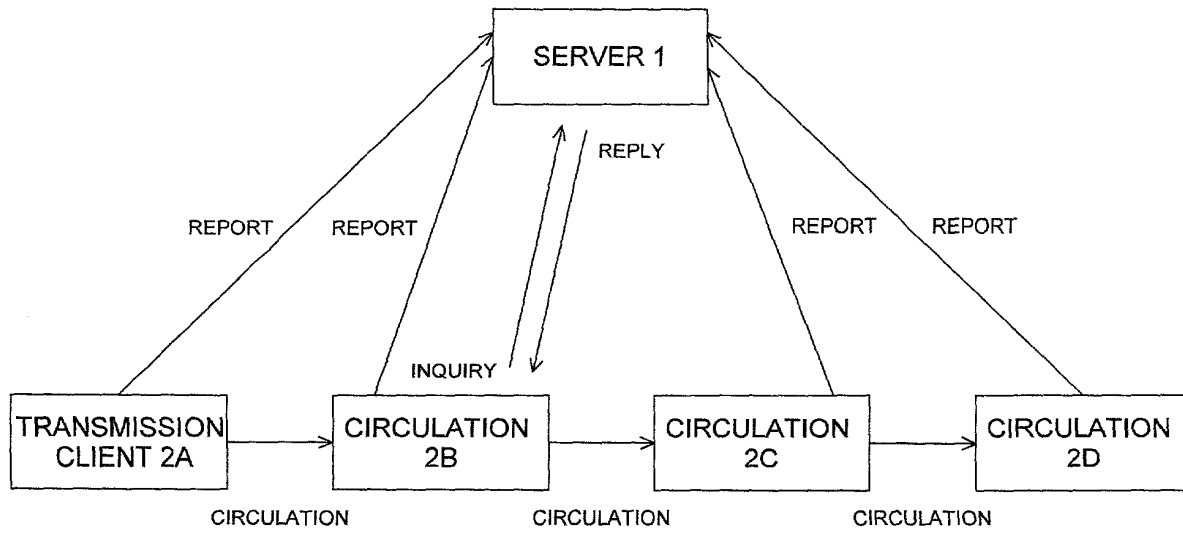 SERVER 1
REPLY
REPORT
REPORT
REPORT
REPORT
INQUIRY
TRANSMISSION
CLIENT 2A
CIRCULATION
2B
CIRCULATION
2C
CIRCULATION
2D
CIRCULATION
CIRCULATION
CIRCULATION